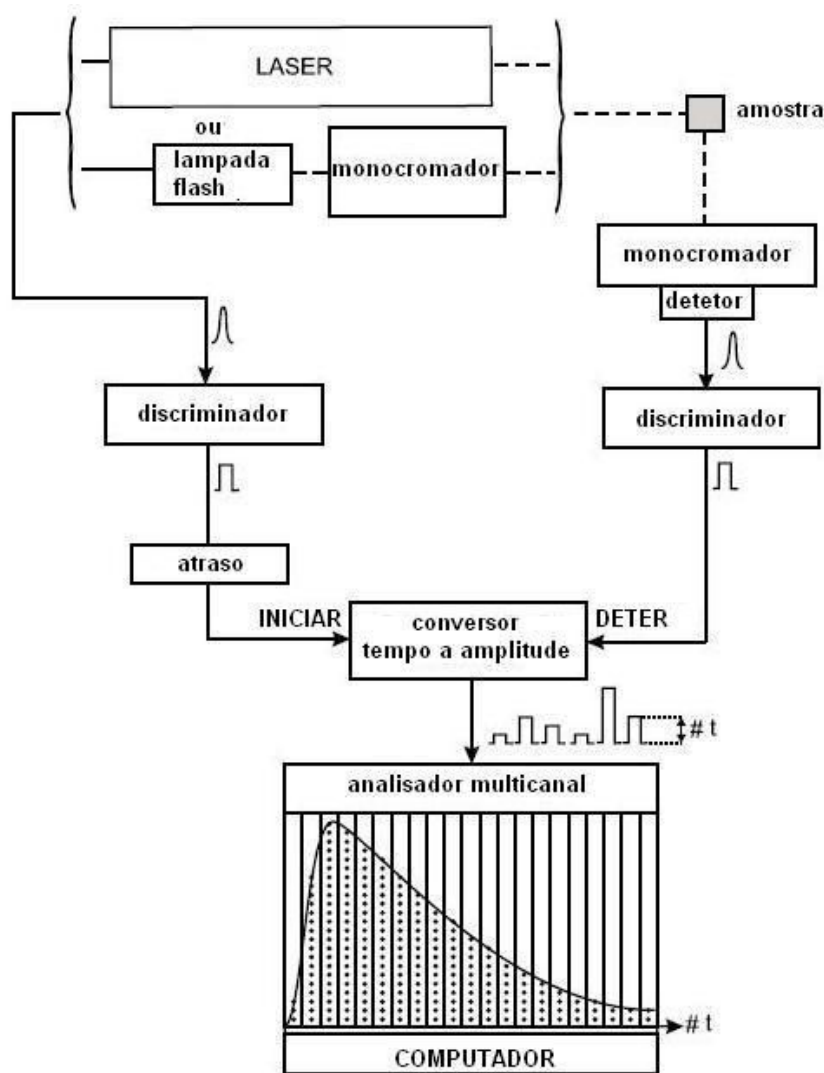 LASER
ou
lampada
flash
monocromador
amostra
monocromador
detetor
discriminador
discriminador
atraso
INICIAR
conversor
tempo a amplitude
DETER
# t
analisador multicanal
# t
COMPUTADOR